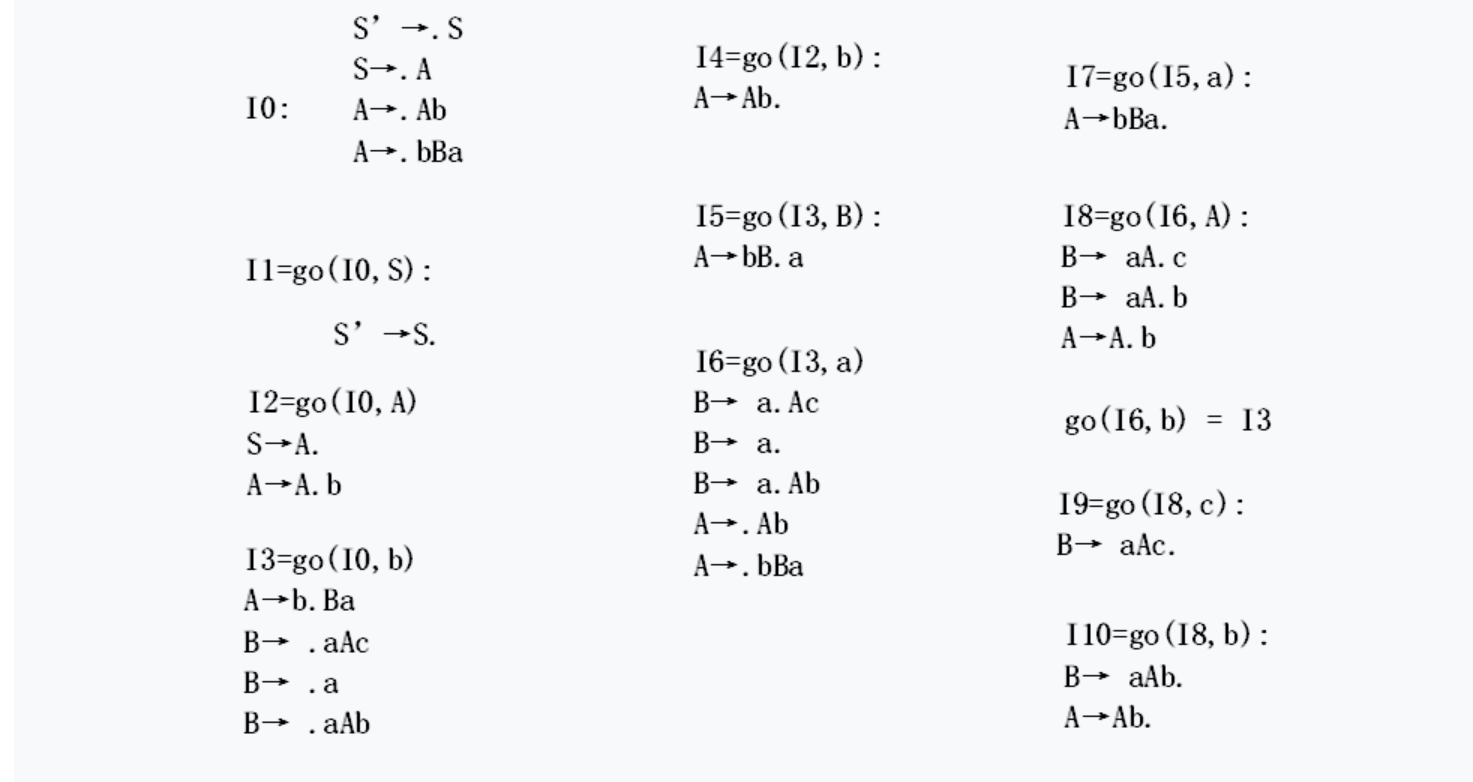 S’ →. S
S→. A
I0: A→. Ab
A→. bBa
I1=go(I0, S) :
S’ →S.
I2=go(I0, A)
S→A.
A→A. b
I3=go(I0, b)
A→b. Ba
B→ . aAc
B→ . a
B→ . aAb
I4=go(I2, b) :
A→Ab.
I5=go(I3, B) :
A→bB. a
I6=go(I3, a)
B→ a. Ac
B→ a.
B→ a. Ab
A→. Ab
A→. bBa
I7=go(I5, a) :
A→bBa.
I8=go(I6, A) :
B→ aA. c
B→ aA. b
A→A. b
go(I6, b) = I3
I9=go(I8, c) :
B→ aAc.
I10=go(I8, b) :
B→ aAb.
A→Ab.